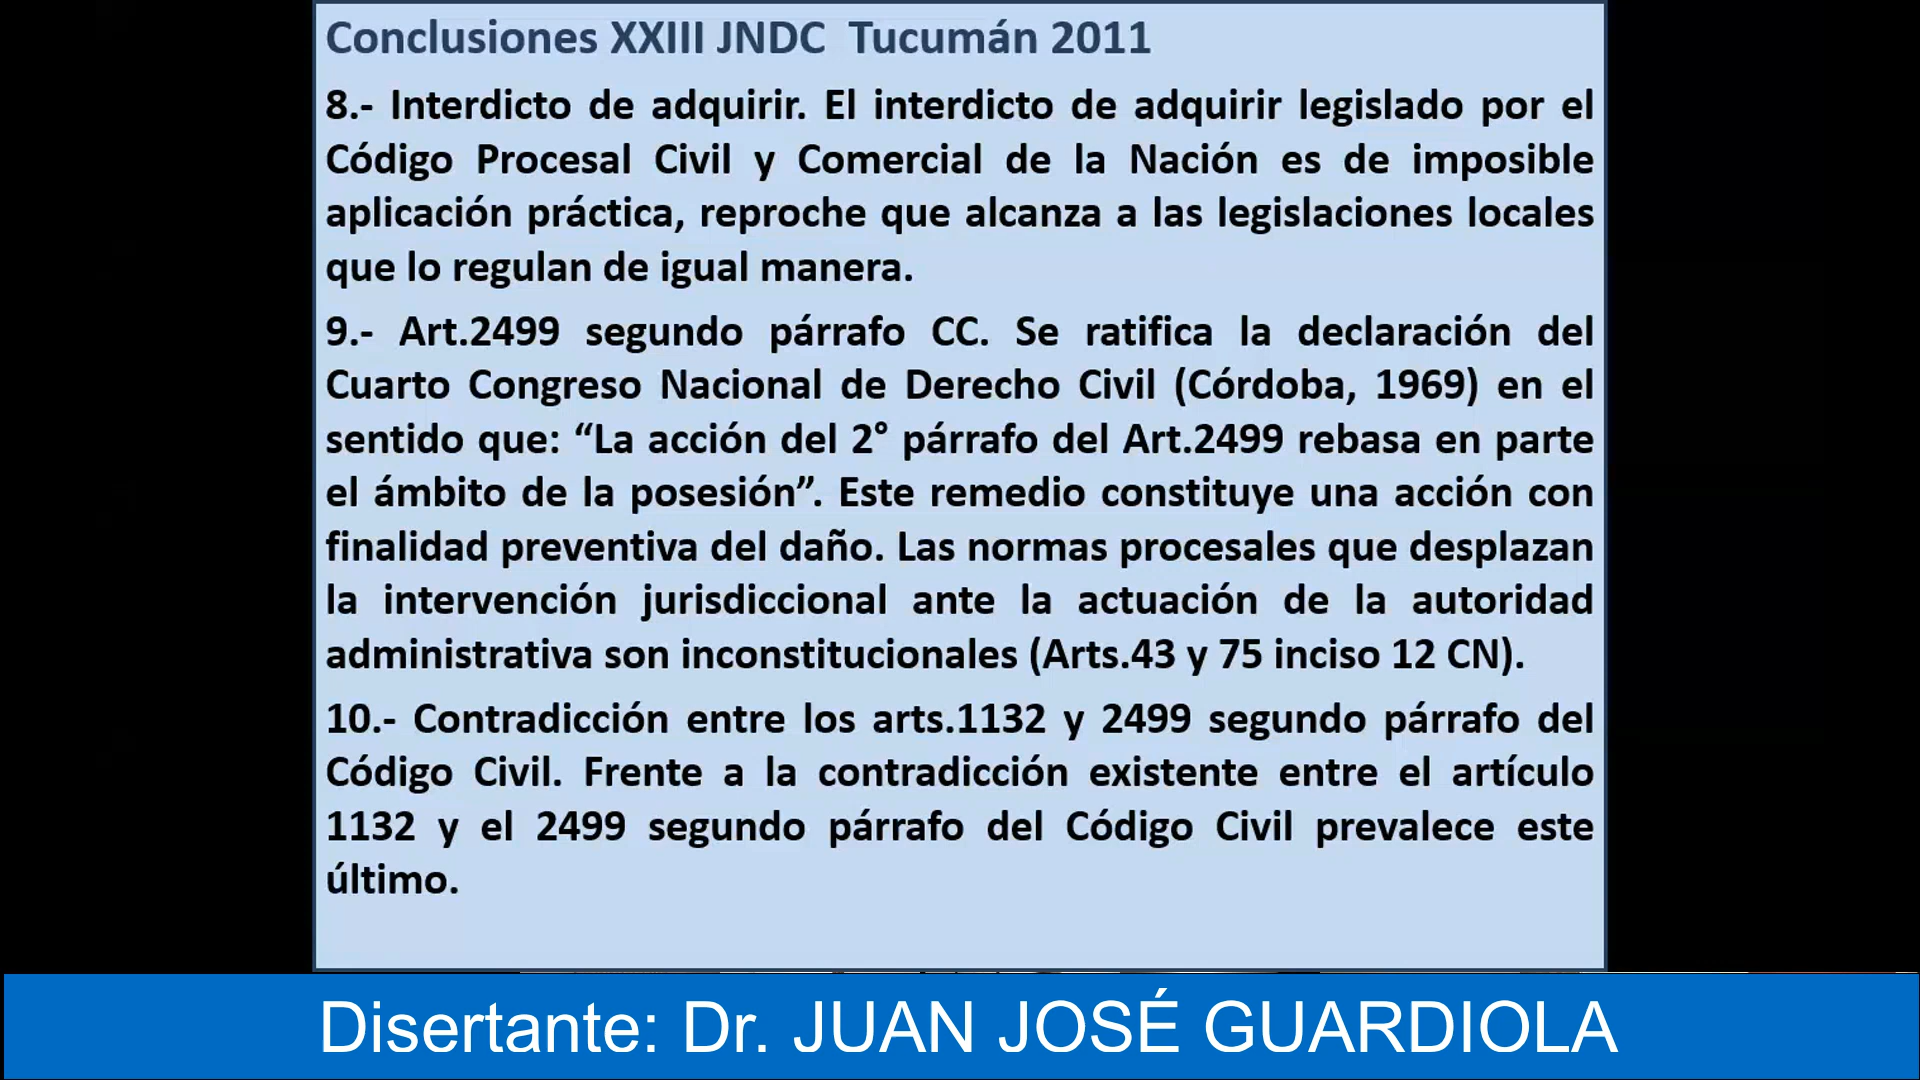 Conclusiones XXIII JNDC Tucumán 2011
8.- Interdicto de adquirir. El interdicto de adquirir legislado por el
Código Procesal Civil y Comercial de la Nación es de imposible
aplicación práctica, reproche que alcanza a las legislaciones locales
que lo regulan de igual manera.
9.- Art.2499 segundo párrafo CC. Se ratifica la declaración del
Cuarto Congreso Nacional de Derecho Civil (Córdoba, 1969) en el
sentido que: “La acción del 2° párrafo del Art.2499 rebasa en parte
el ámbito de la posesión”. Este remedio constituye una acción con
finalidad preventiva del daño. Las normas procesales que desplazan
la intervención jurisdiccional ante la actuación de la autoridad
administrativa son inconstitucionales (Arts.43 y 75 inciso 12 CN).
10.- Contradicción entre los arts.1132 y 2499 segundo párrafo del
Código Civil. Frente a la contradicción existente entre el artículo
1132 y el 2499 segundo párrafo del Código Civil prevalece este
último.
Disertante: Dr. JUAN JOSÉ GUARDIOLA